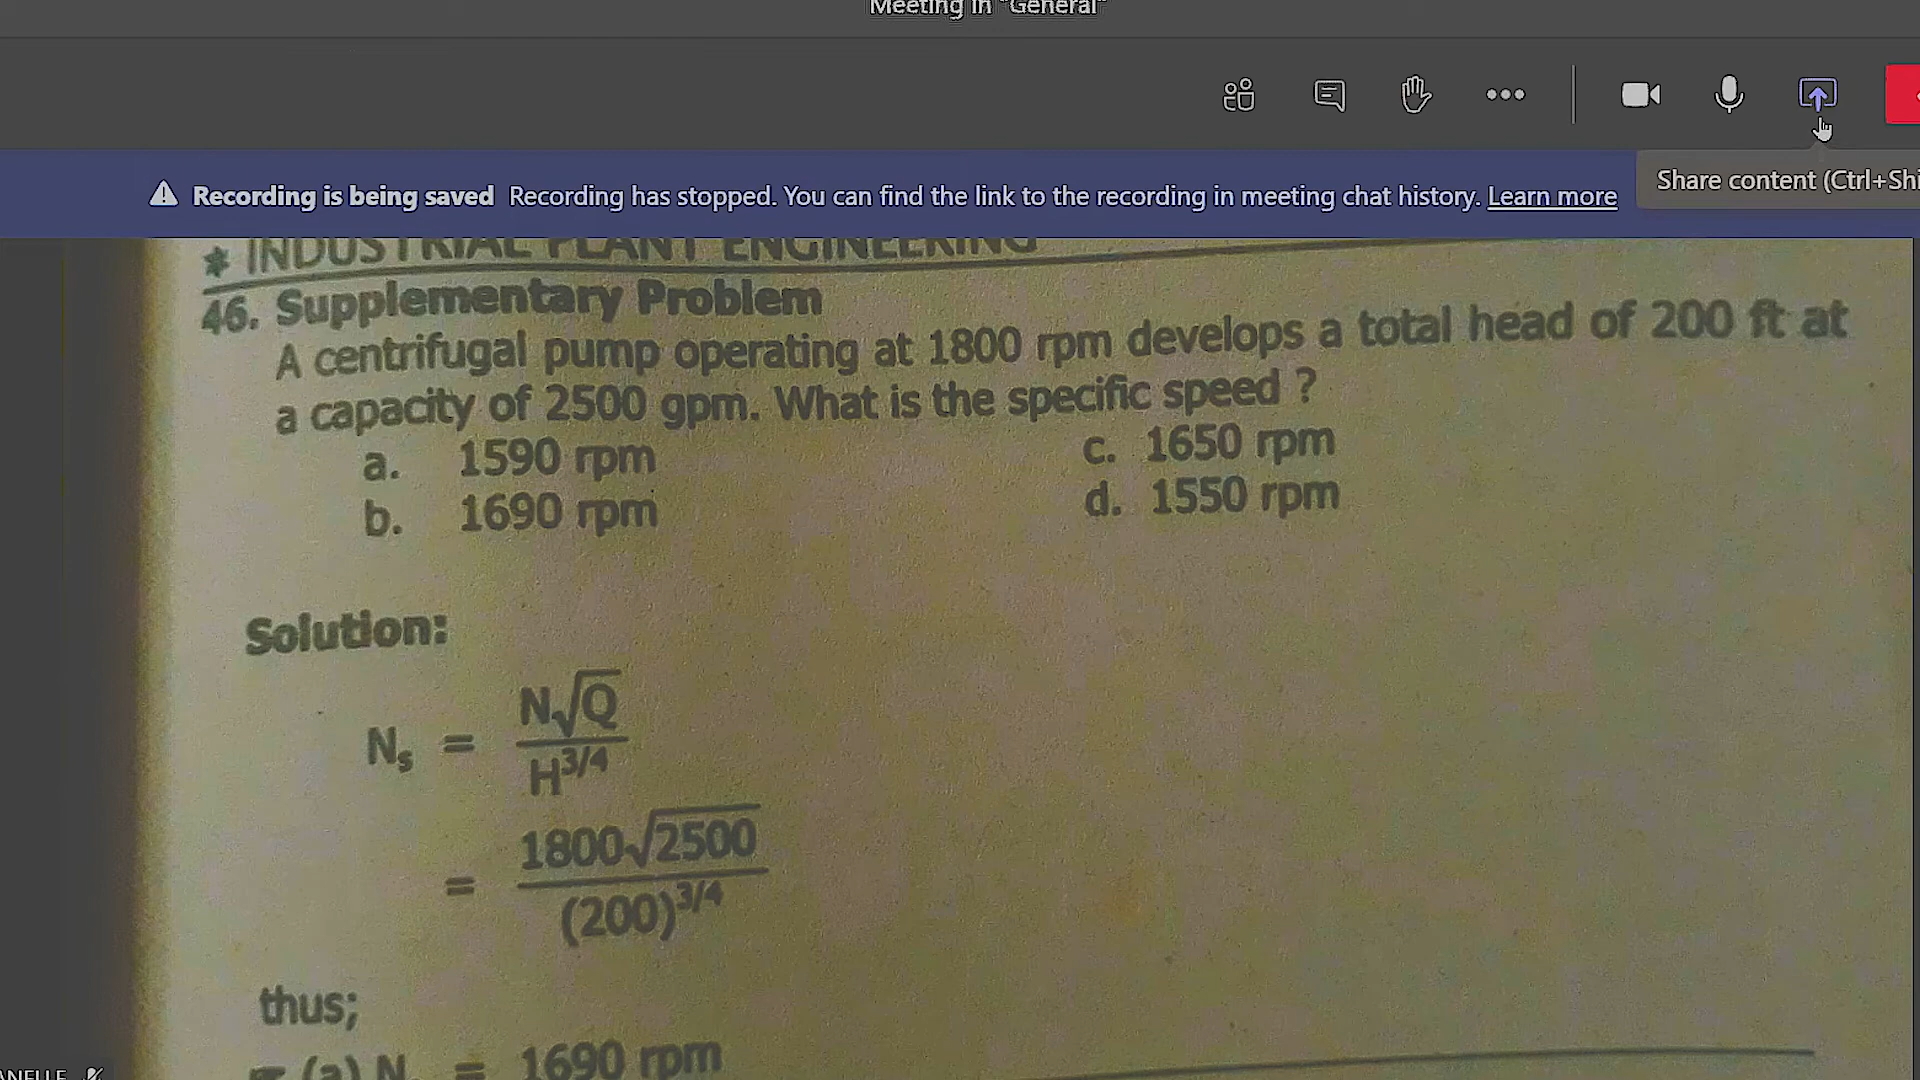 Meeting in "General"
Recording is being saved Recording has stopped. You can find the link to the recording in meeting chat history. Learn more
Share content (Ctrl+Shi
* INDUSTRIAL PLANT ENGINEERING
46. Supplementary Problem
A centrifugal pump operating at 1800 rpm develops a total head of 200 ft at
a capacity of 2500 gpm. What is the specific speed ?
a. 1590 rpm c. 1650 rpm
b. 1690 rpm d. 1550 rpm
Solution:
Nₛ = N√Q / H^3/4
= 1800√2500 / (200)^3/4
thus;
(a) N = 1690 rpm
ANELLE